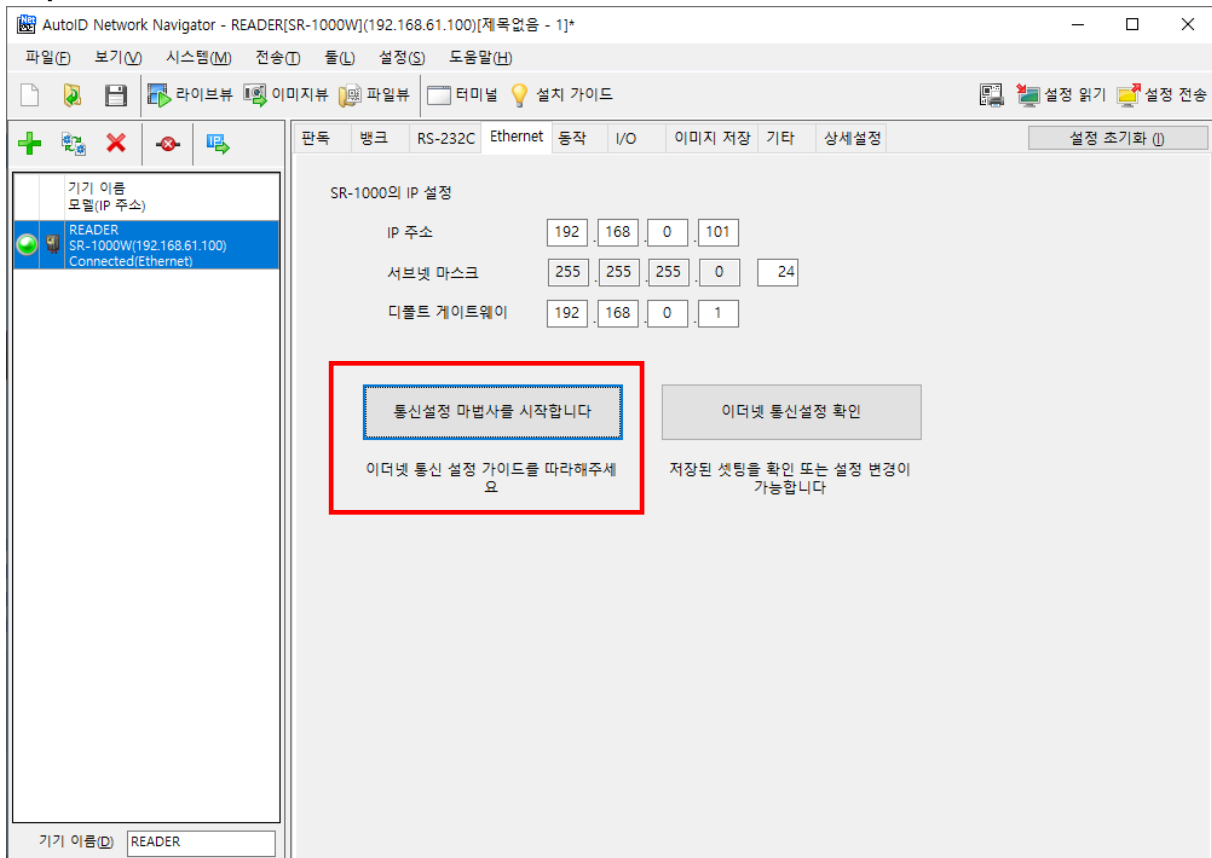 AutoID Network Navigator - READER[SR-1000W](192.168.61.100)[제목없음 - 1]*
파일(F) 보기(V) 시스템(M) 전송(T) 툴(L) 설정(S) 도움말(H)
라이브뷰 이미지뷰 파일뷰 터미널 설치 가이드 설정 읽기 설정 전송
판독 뱅크 RS-232C Ethernet 동작 I/O 이미지 저장 기타 상세설정 설정 초기화 (I)
기기 이름
모델(IP 주소)
READER
SR-1000W(192.168.61.100)
Connected(Ethernet)
SR-1000의 IP 설정
IP 주소 192 . 168 . 0 . 101
서브넷 마스크 255 . 255 . 255 . 0 24
디폴트 게이트웨이 192 . 168 . 0 . 1
통신설정 마법사를 시작합니다
이더넷 통신 설정 가이드를 따라해주세
요
이더넷 통신설정 확인
저장된 셋팅을 확인 또는 설정 변경이
가능합니다
기기 이름(D) READER